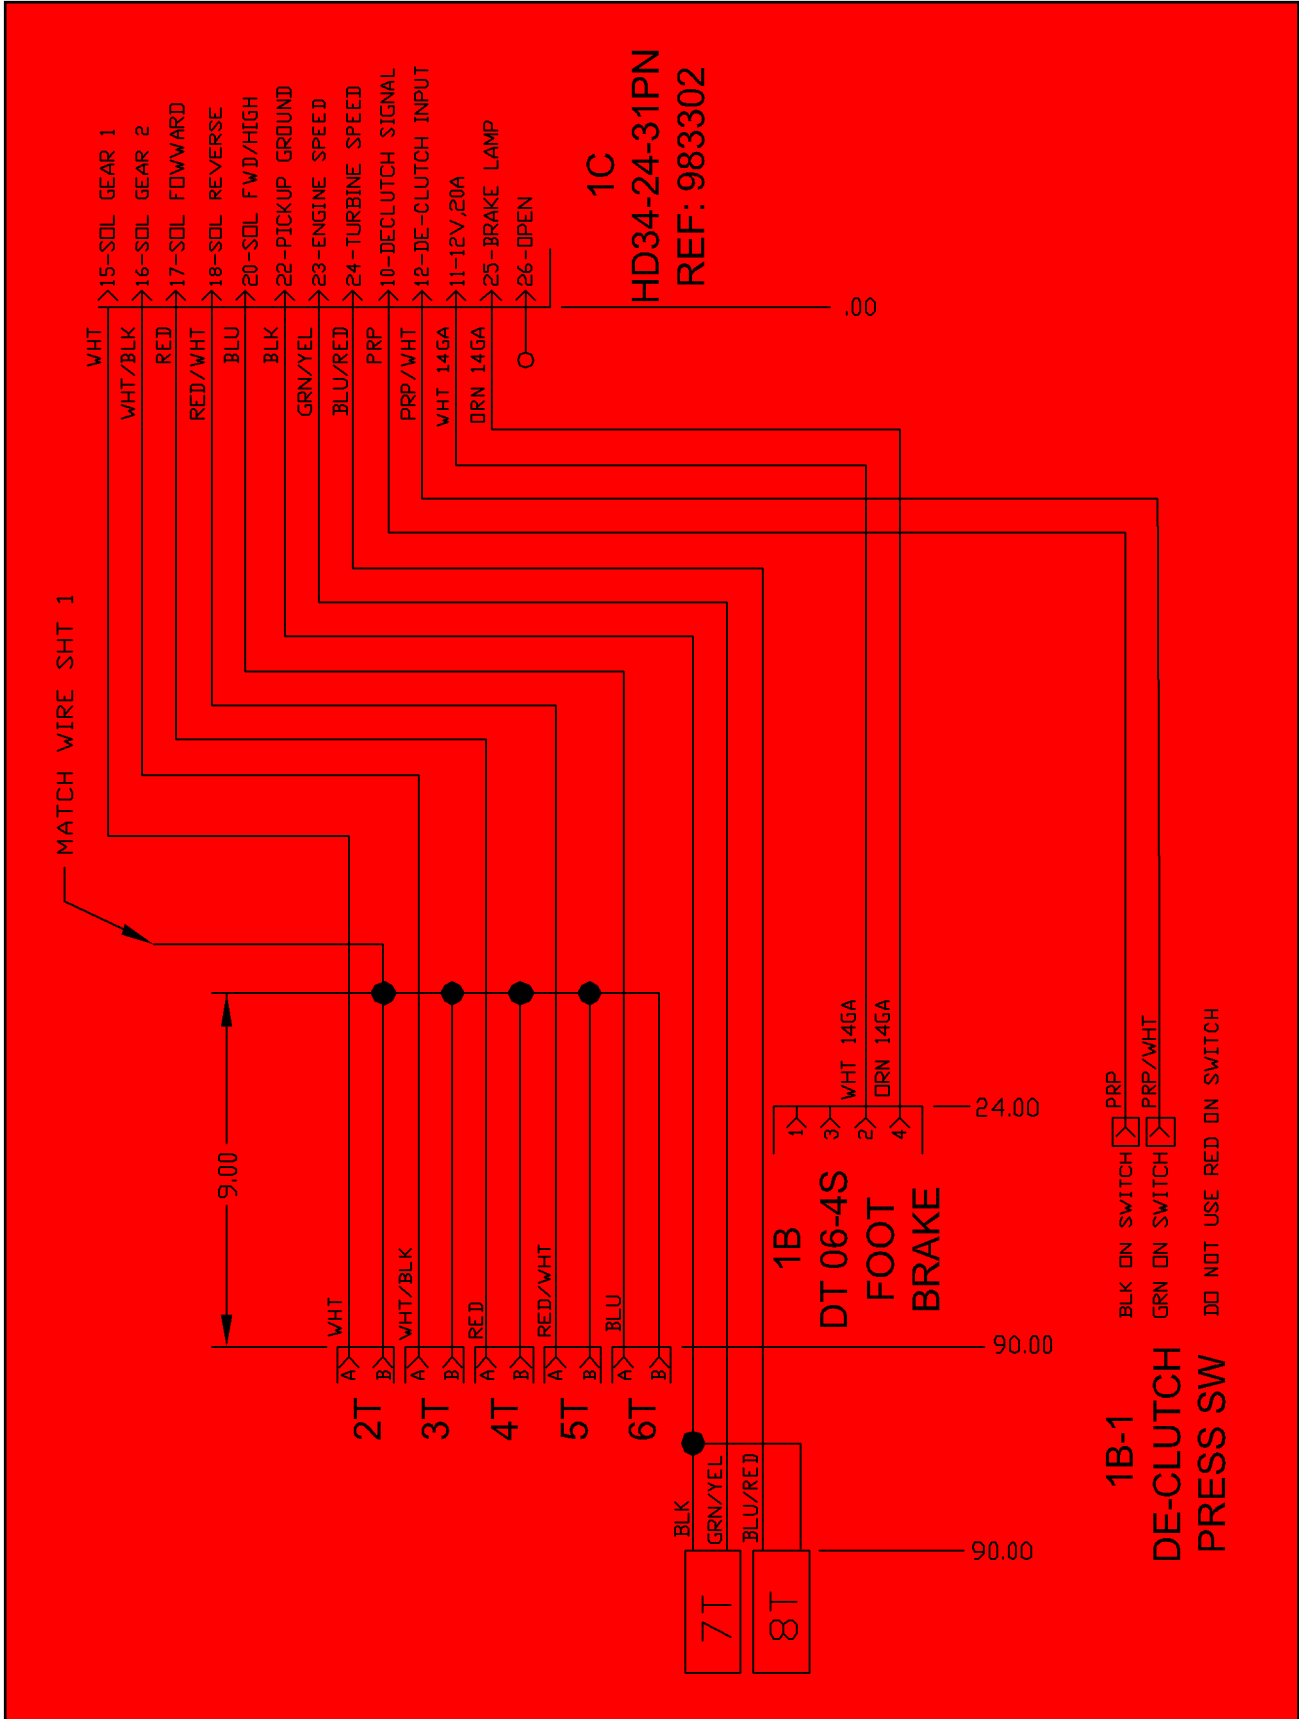 MATCH WIRE SHT 1
9.00
WHT
WHT/BLK
RED
RED/WHT
BLU
BLK
GRN/YEL
BLU/RED
PRP
PRP/WHT
WHT 14GA
ORN 14GA
15-SOL GEAR 1
16-SOL GEAR 2
17-SOL FOWWARD
18-SOL REVERSE
20-SOL FWD/HIGH
22-PICKUP GROUND
23-ENGINE SPEED
24-TURBINE SPEED
10-DECLUTCH SIGNAL
12-DE-CLUTCH INPUT
11-12V,20A
25-BRAKE LAMP
26-OPEN
1C
HD34-24-31PN
REF: 983302
.00
WHT
A
B
2T
WHT/BLK
A
B
3T
RED
A
B
4T
RED/WHT
A
B
5T
BLU
A
B
6T
90.00
BLK
GRN/YEL
BLU/RED
7T
8T
90.00
WHT 14GA
ORN 14GA
1
3
2
4
24.00
1B
DT 06-4S
FOOT
BRAKE
PRP
PRP/WHT
BLK ON SWITCH
GRN ON SWITCH
DO NOT USE RED ON SWITCH
1B-1
DE-CLUTCH
PRESS SW